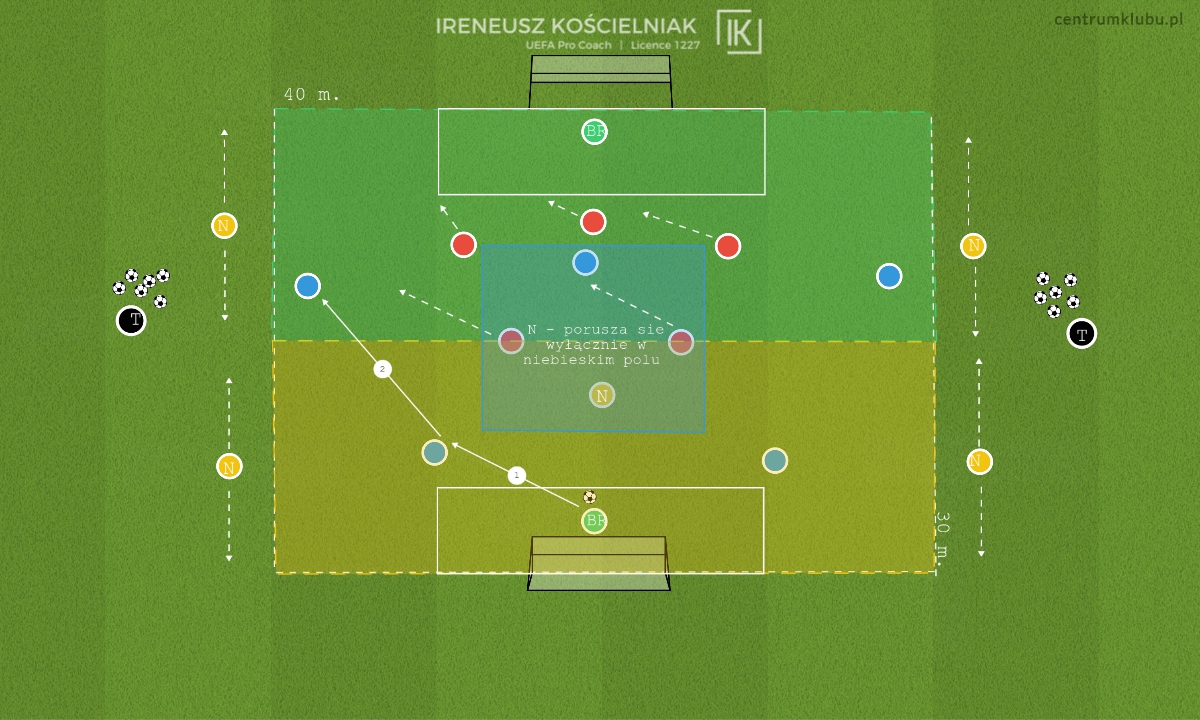 IRENEUSZ KOŚCIELNIAK
UEFA Pro Coach | Licence 1227
IK
centrumklubu.pl
40 m.
BR
N
N
T
T
N - porusza sie
wyłącznie w
niebieskim polu
2
N
N
N
1
BR
30 m.